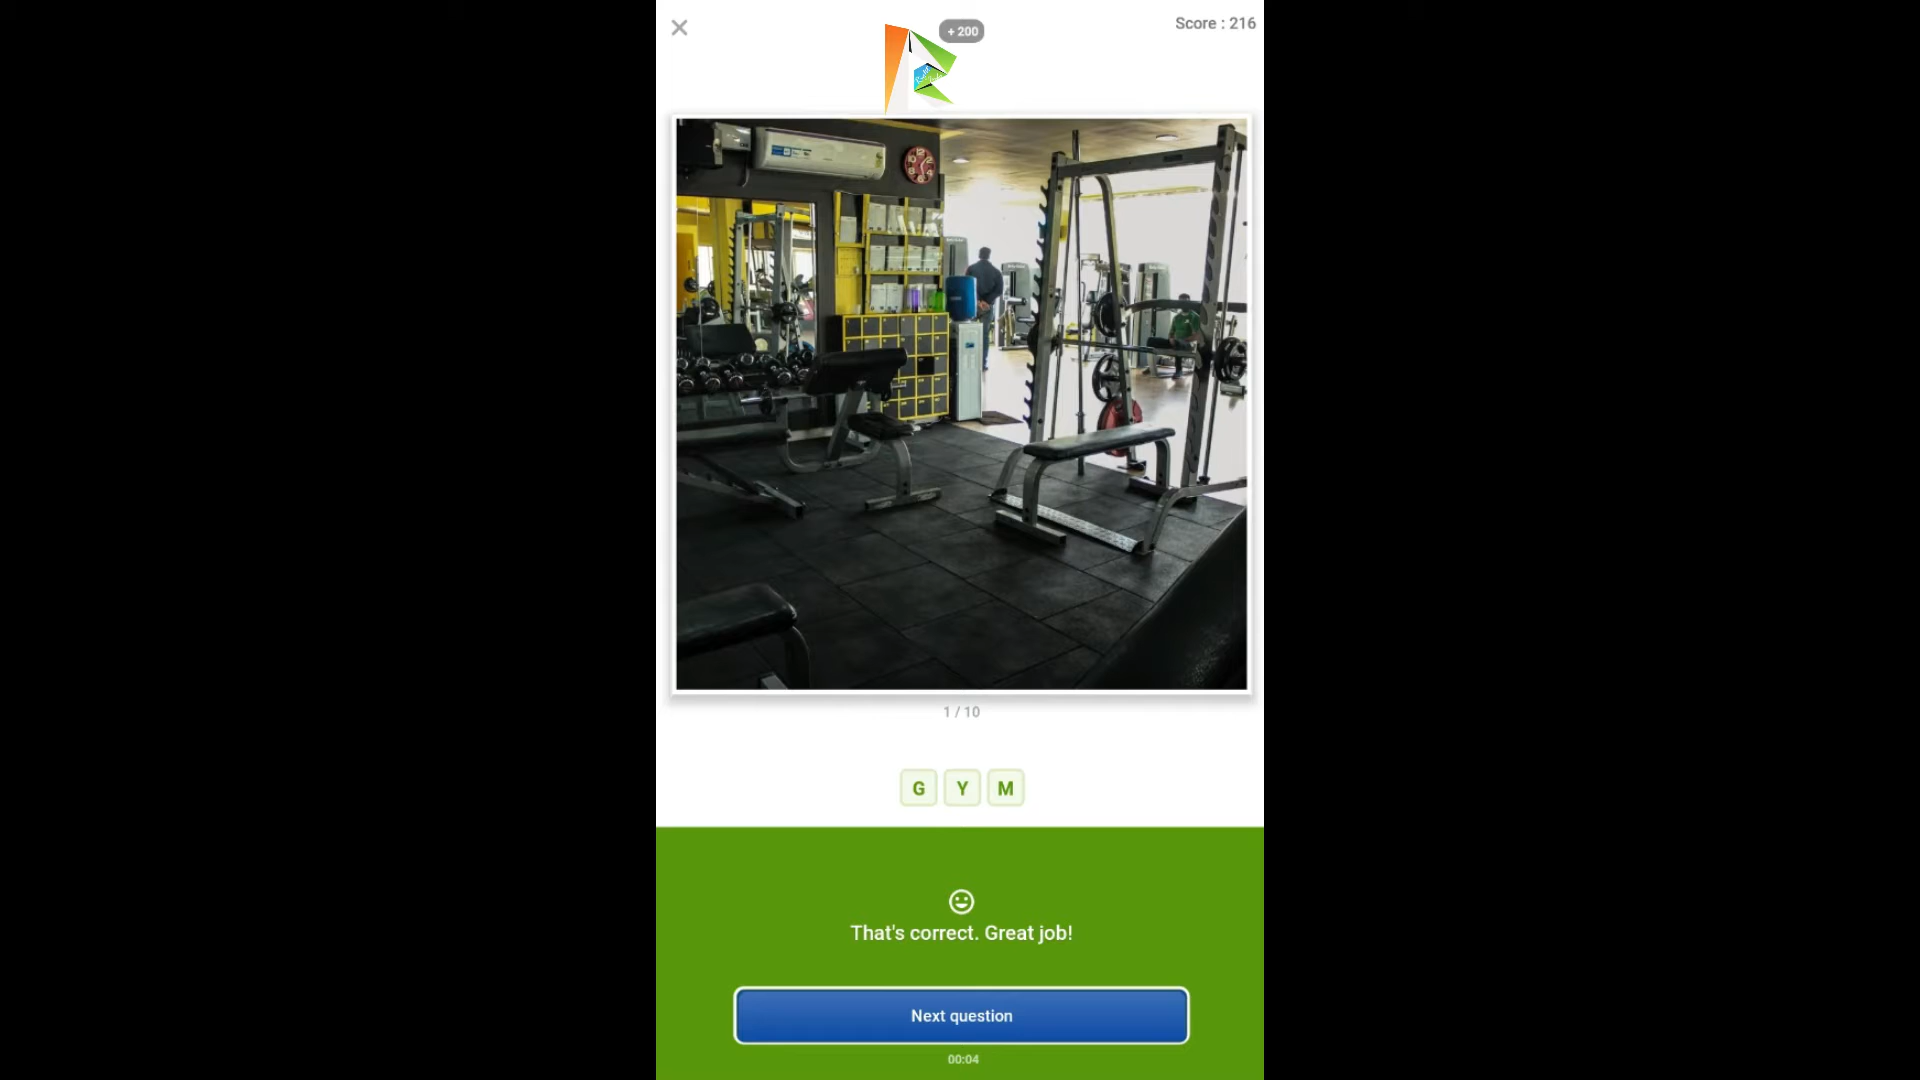 + 200
Score : 216
1 / 10
G Y M
That's correct. Great job!
Next question
00:04